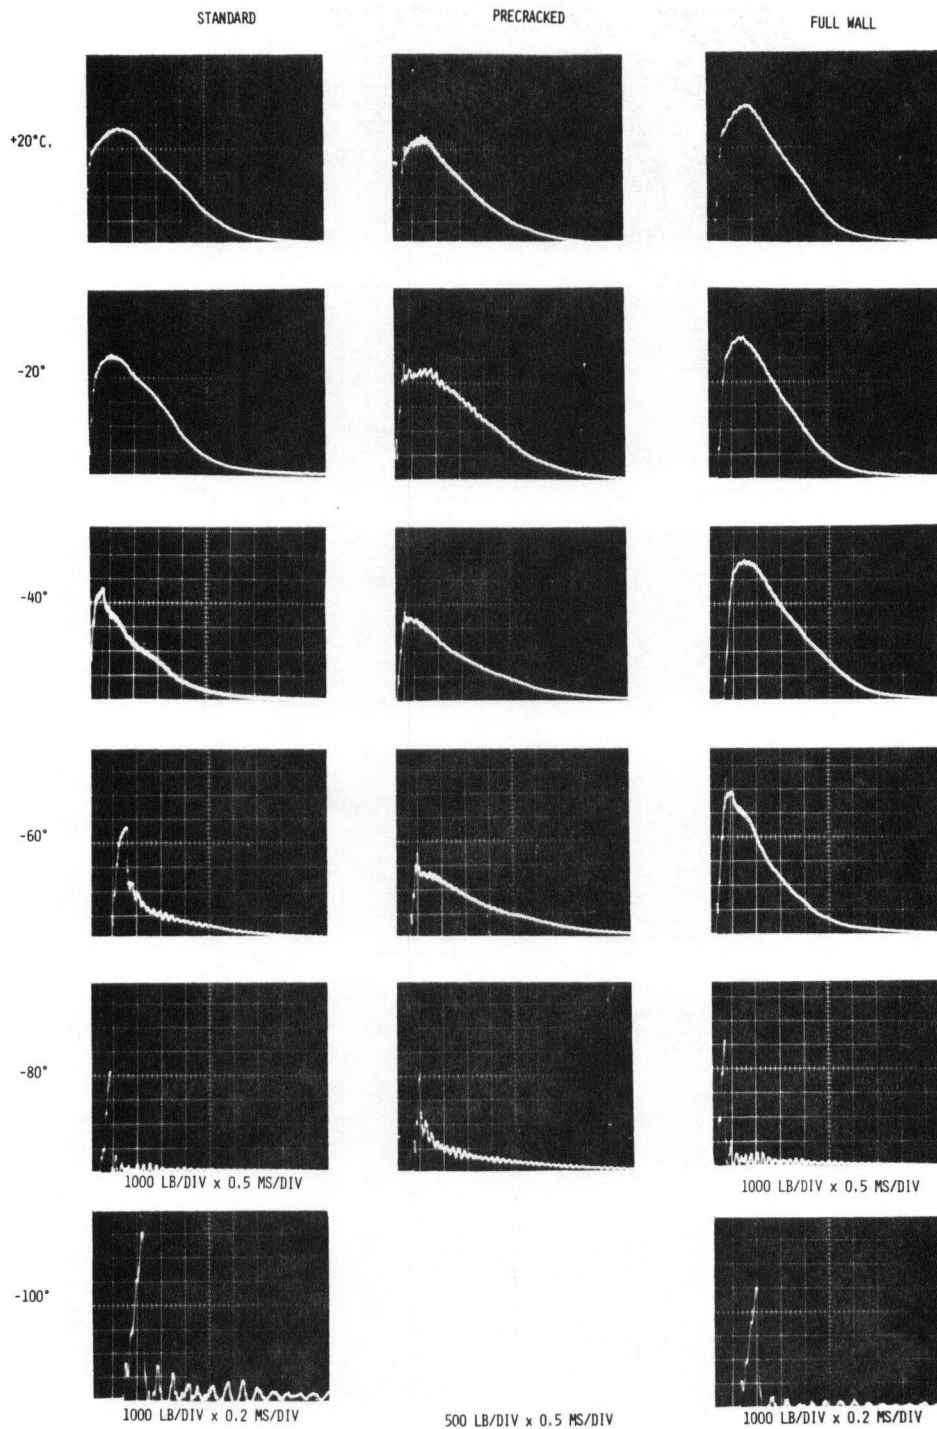 STANDARD PRECRACKED FULL WALL
+20°C.
-20°
-40°
-60°
-80°
1000 LB/DIV x 0.5 MS/DIV 1000 LB/DIV x 0.5 MS/DIV
-100°
1000 LB/DIV x 0.2 MS/DIV 500 LB/DIV x 0.5 MS/DIV 1000 LB/DIV x 0.2 MS/DIV